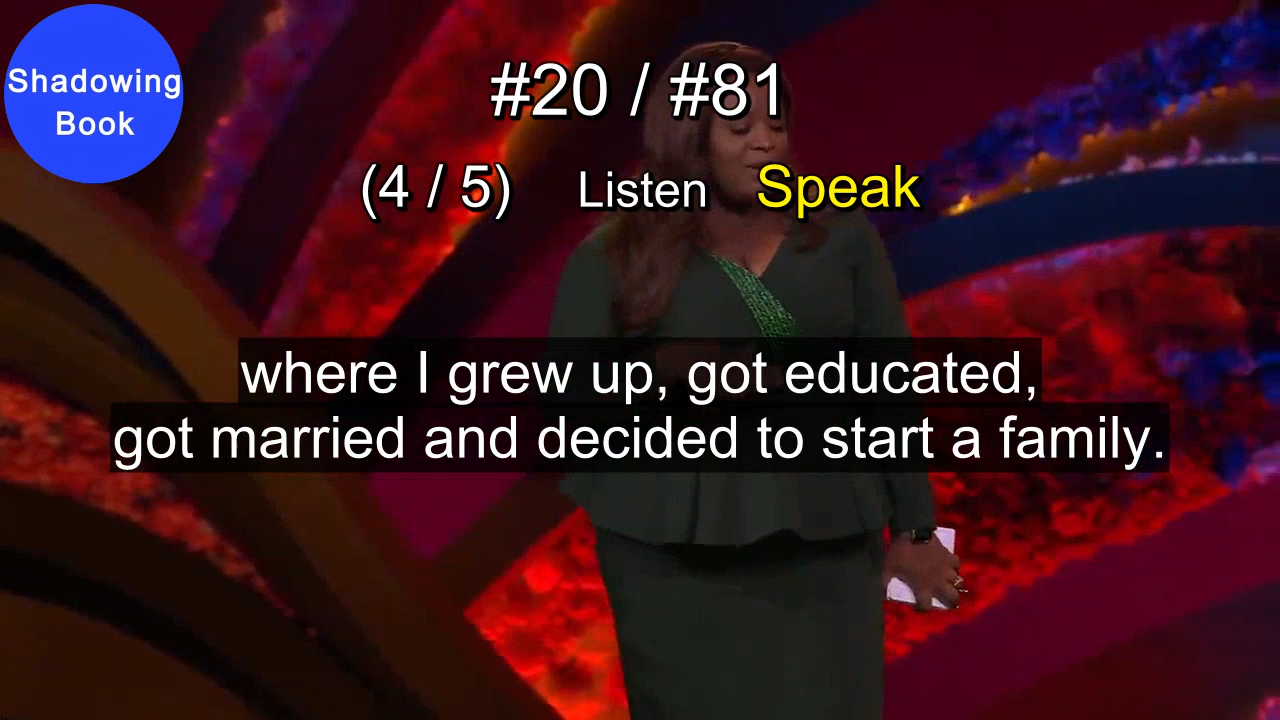 Shadowing
Book
#20 / #81
(4 / 5) Listen Speak
where I grew up, got educated,
got married and decided to start a family.